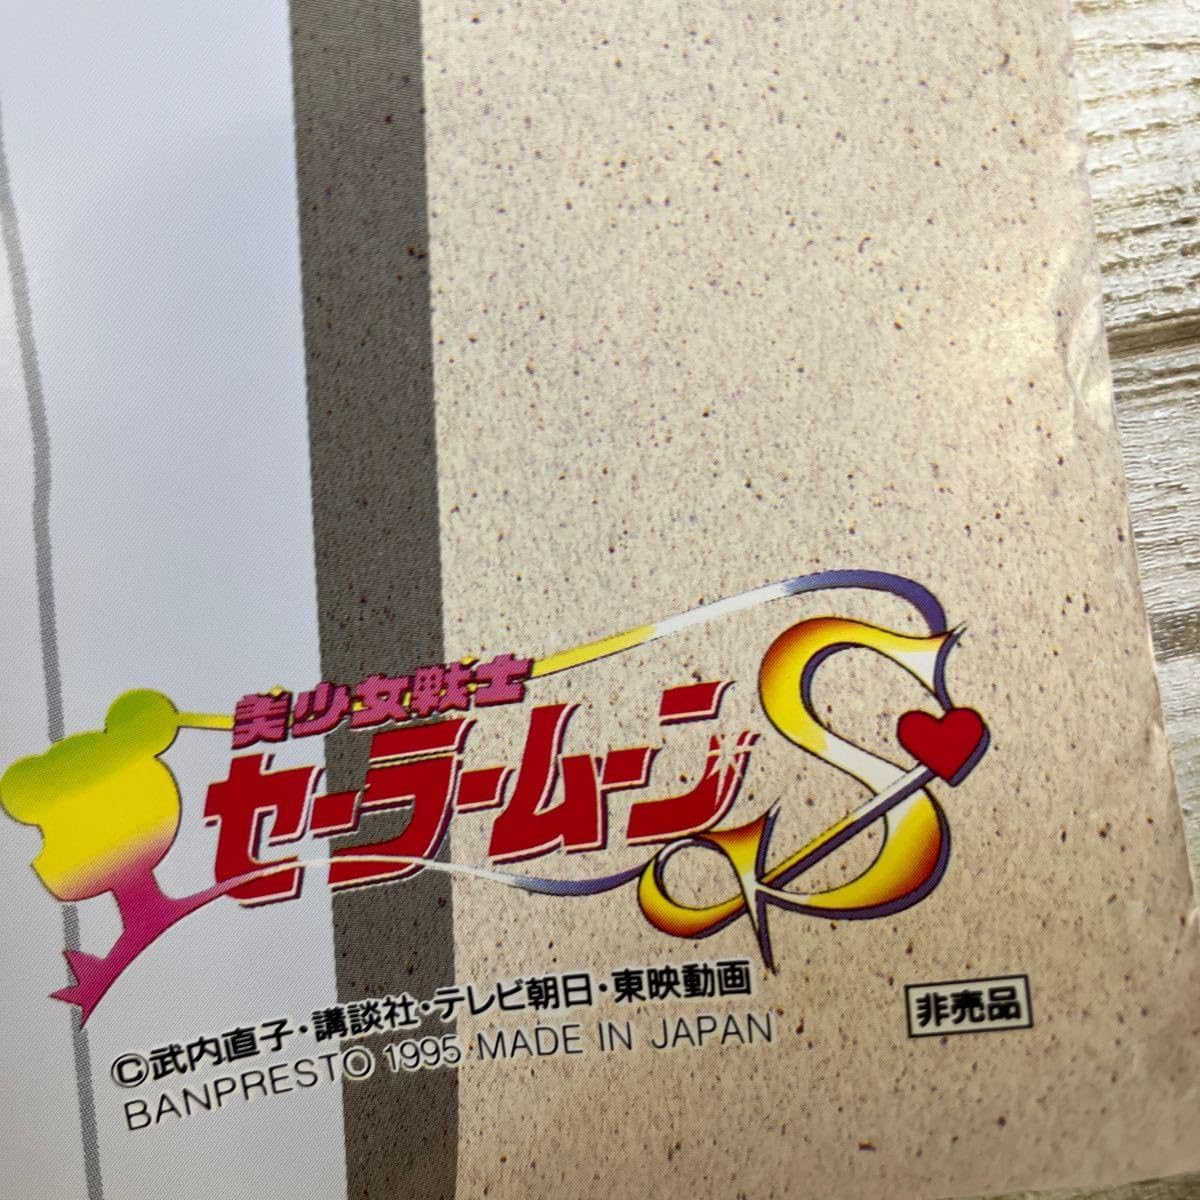 美少女戦士
セーラームーンS
©武内直子・講談社・テレビ朝日・東映動画
BANPRESTO 1995 MADE IN JAPAN
非売品